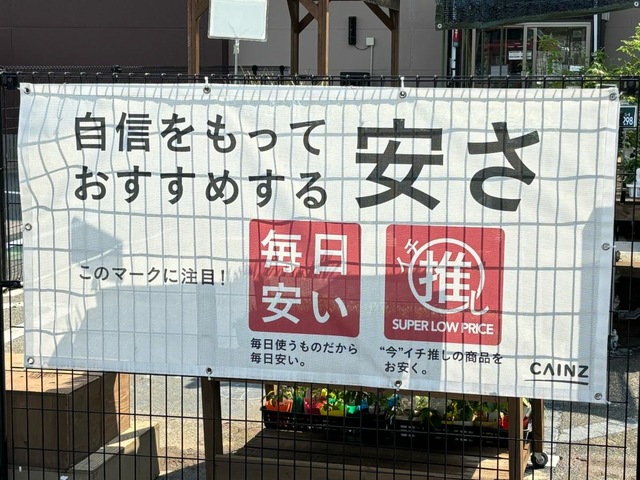 自信をもって
おすすめする
安さ
このマークに注目!
毎日
安い
イチ推し
SUPER LOW PRICE
毎日使うものだから
毎日安い。
“今”イチ推しの商品を
お安く。
CAINZ
298